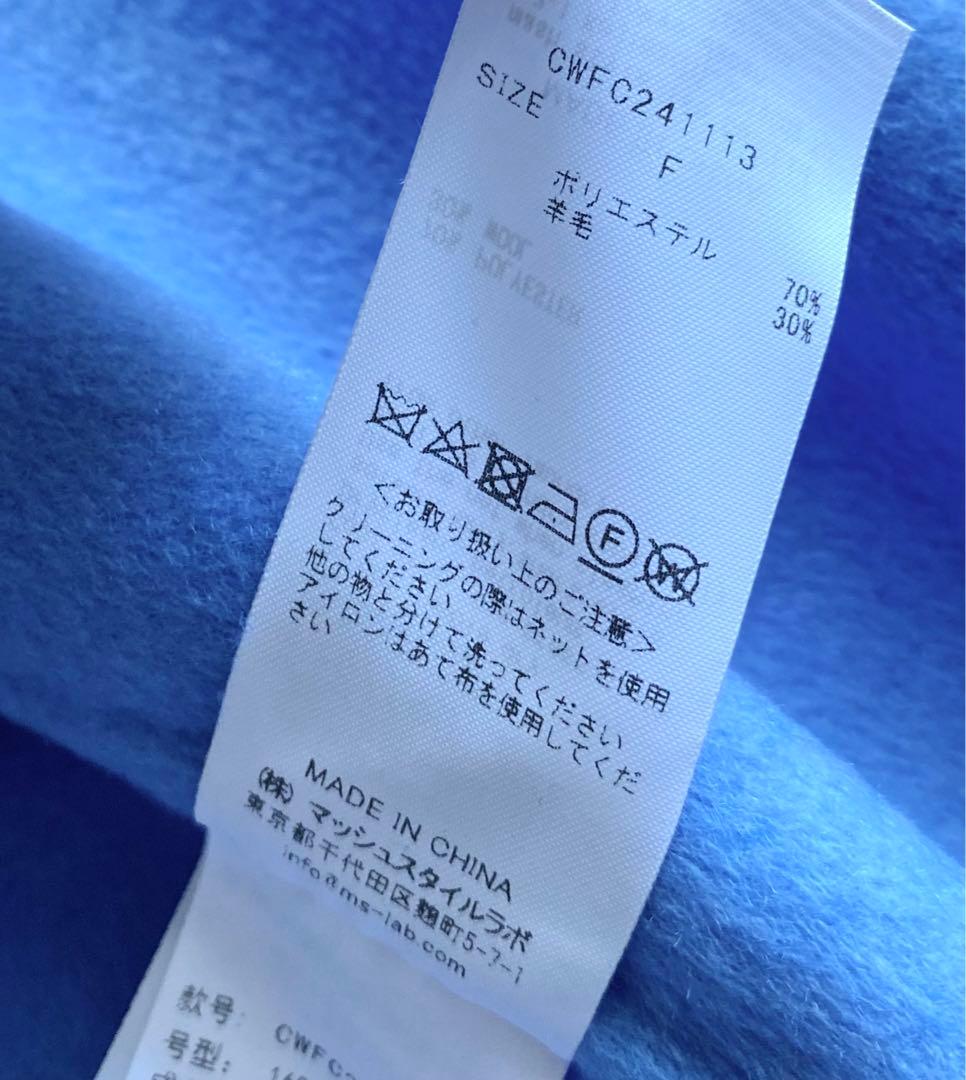 CWFC241113
SIZE F
ポリエステル 70%
羊毛 30%
F
W
<お取り扱い上のご注意>
クリーニングの際はネットを使用
してください
他の物と分けて洗ってください
アイロンはあて布を使用してくだ
さい
MADE IN CHINA
(株) マッシュスタイルラボ
東京都千代田区麹町5-7-1
info@ms-lab.com
款号: CWFC2
号型: 16